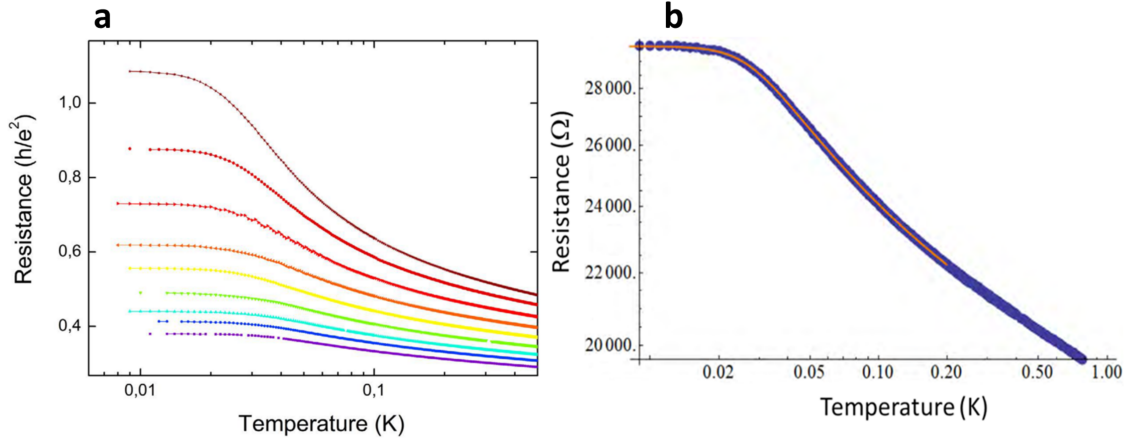 a
1,0
0,8
0,6
0,4
0,01
0,1
Resistance (h/e²)
Temperature (K)
b
28 000.
26 000.
24 000.
22 000.
20 000.
0.02
0.05
0.10
0.20
0.50
1.00
Resistance (Ω)
Temperature (K)